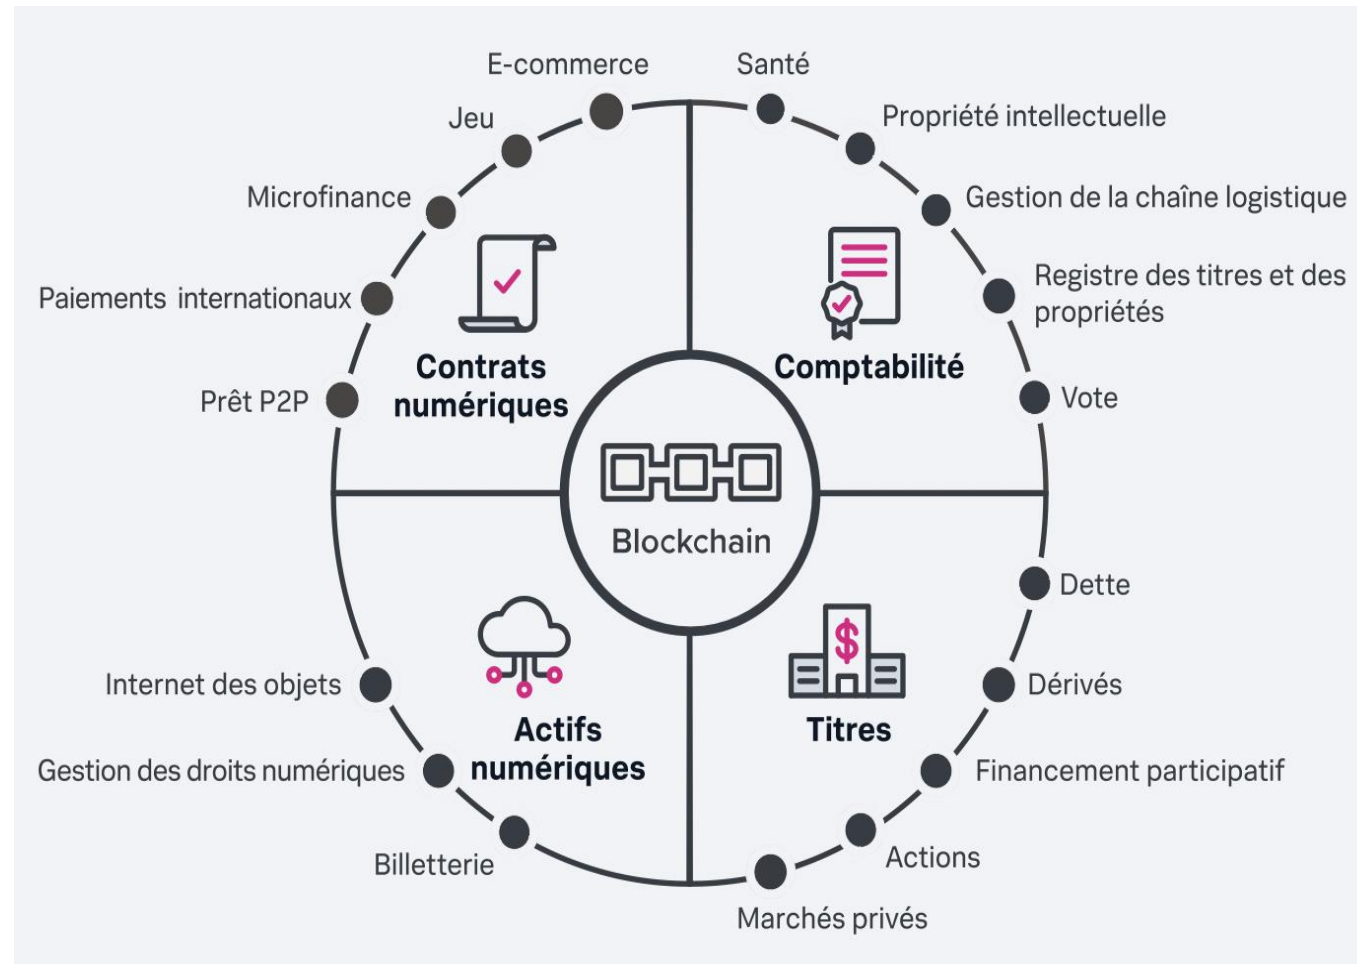 E-commerce
Jeu
Microfinance
Paiements internationaux
Prêt P2P
Contrats
numériques
Santé
Propriété intellectuelle
Gestion de la chaîne logistique
Registre des titres et des
propriétés
Vote
Comptabilité
Blockchain
Internet des objets
Gestion des droits numériques
Billetterie
Actifs
numériques
Dette
Dérivés
Financement participatif
Actions
Marchés privés
$
Titres